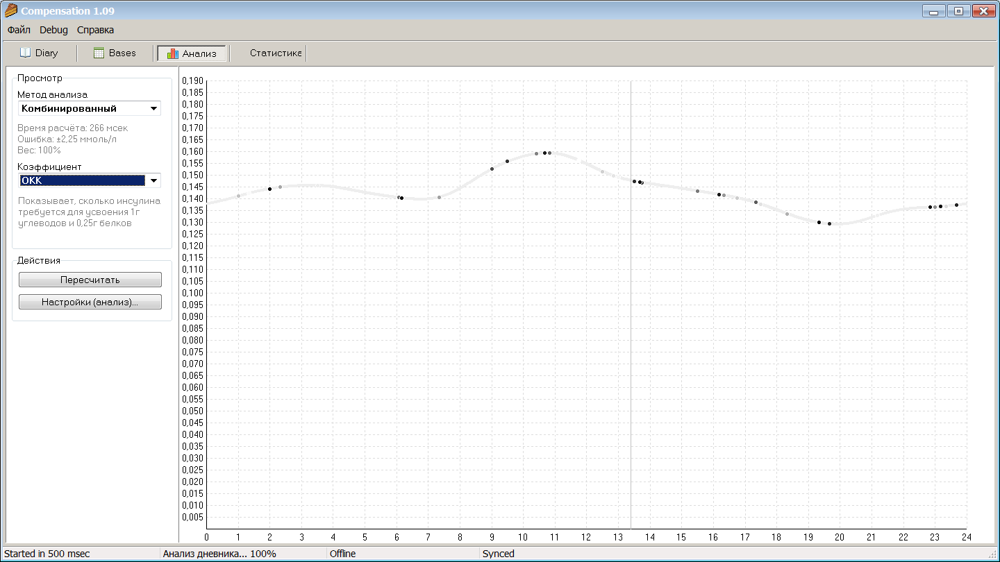 Compensation 1.09
Файл Debug Справка
Diary Bases Анализ Статистика
Просмотр
Метод анализа
Комбинированный
Время расчёта: 266 мсек
Ошибка: ±2,25 ммоль/л
Вес: 100%
Коэффициент
ОКК
Показывает, сколько инсулина
требуется для усвоения 1г
углеводов и 0,25г белков
Действия
Пересчитать
Настройки (анализ)...
0,190
0,185
0,180
0,175
0,170
0,165
0,160
0,155
0,150
0,145
0,140
0,135
0,130
0,125
0,120
0,115
0,110
0,105
0,100
0,095
0,090
0,085
0,080
0,075
0,070
0,065
0,060
0,055
0,050
0,045
0,040
0,035
0,030
0,025
0,020
0,015
0,010
0,005
0 1 2 3 4 5 6 7 8 9 10 11 12 13 14 15 16 17 18 19 20 21 22 23 24
Started in 500 msec Анализ дневника... 100% Offline Synced